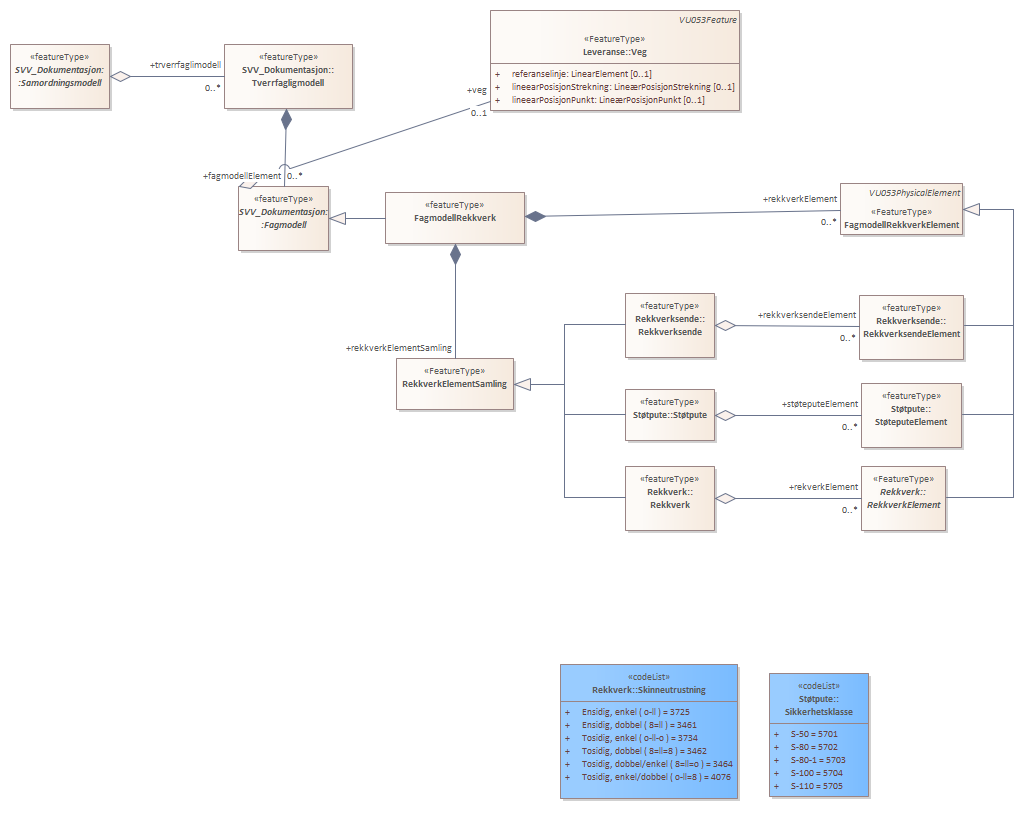 VU053Feature
«FeatureType»
Leveranse::Veg
+ referanselinje: LinearElement [0..1]
+ lineearPosisjonStrekning: LineærPosisjonStrekning [0..1]
+ lineearPosisjonPunkt: LineærPosisjonPunkt [0..1]
«featureType»
SVV_Dokumentasjon:
:Samordningsmodell
+trverrfaglimodell
0..*
«featureType»
SVV_Dokumentasjon::
Tverrfagligmodell
+veg
0..1
+fagmodellElement
0..*
«featureType»
SVV_Dokumentasjon:
:Fagmodell
«featureType»
FagmodellRekkverk
+rekkverkElement
0..*
VU053PhysicalElement
«FeatureType»
FagmodellRekkverkElement
+rekkverkElementSamling
«FeatureType»
RekkverkElementSamling
«featureType»
Rekkverksende::
Rekkverksende
+rekkverksendeElement
0..*
«featureType»
Rekkverksende::
RekkverksendeElement
«featureType»
Støtpute::Støtpute
+støteputeElement
0..*
«featureType»
Støtpute::
StøteputeElement
«featureType»
Rekkverk::
Rekkverk
+rekverkElement
0..*
«FeatureType»
Rekkverk::
RekkverkElement
«codeList»
Rekkverk::Skinneutrustning
+ Ensidig, enkel ( o-ll ) = 3725
+ Ensidig, dobbel ( 8=ll ) = 3461
+ Tosidig, enkel ( o-ll-o ) = 3734
+ Tosidig, dobbel ( 8=ll=8 ) = 3462
+ Tosidig, dobbel/enkel ( 8=ll=o ) = 3464
+ Tosidig, enkel/dobbel ( o-ll=8 ) = 4076
«codeList»
Støtpute::
Sikkerhetsklasse
+ S-50 = 5701
+ S-80 = 5702
+ S-80-1 = 5703
+ S-100 = 5704
+ S-110 = 5705